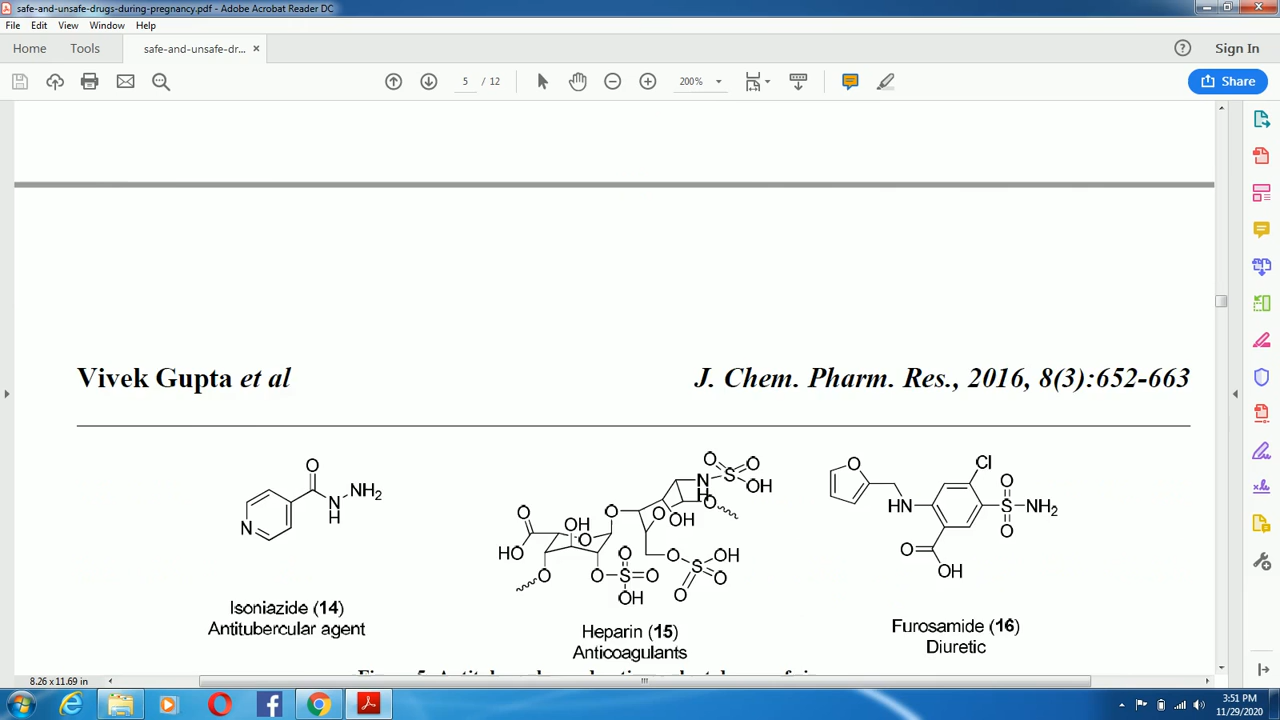 safe-and-unsafe-drugs-during-pregnancy.pdf - Adobe Acrobat Reader DC
File Edit View Window Help
Home Tools safe-and-unsafe-dr... × Sign In
5 / 12 200% Share
Vivek Gupta et al J. Chem. Pharm. Res., 2016, 8(3):652-663
O
N
N
H
NH2
Isoniazide (14)
Antitubercular agent
O
HO
OH
O
O
O
O
S
O
O
OH
O
OH
O
S
O
O
OH
N
H
S
O
O
OH
O
Heparin (15)
Anticoagulants
O
HN
Cl
O
S
O
NH2
O
OH
Furosamide (16)
Diuretic
8.26 x 11.69 in
3:51 PM
11/29/2020